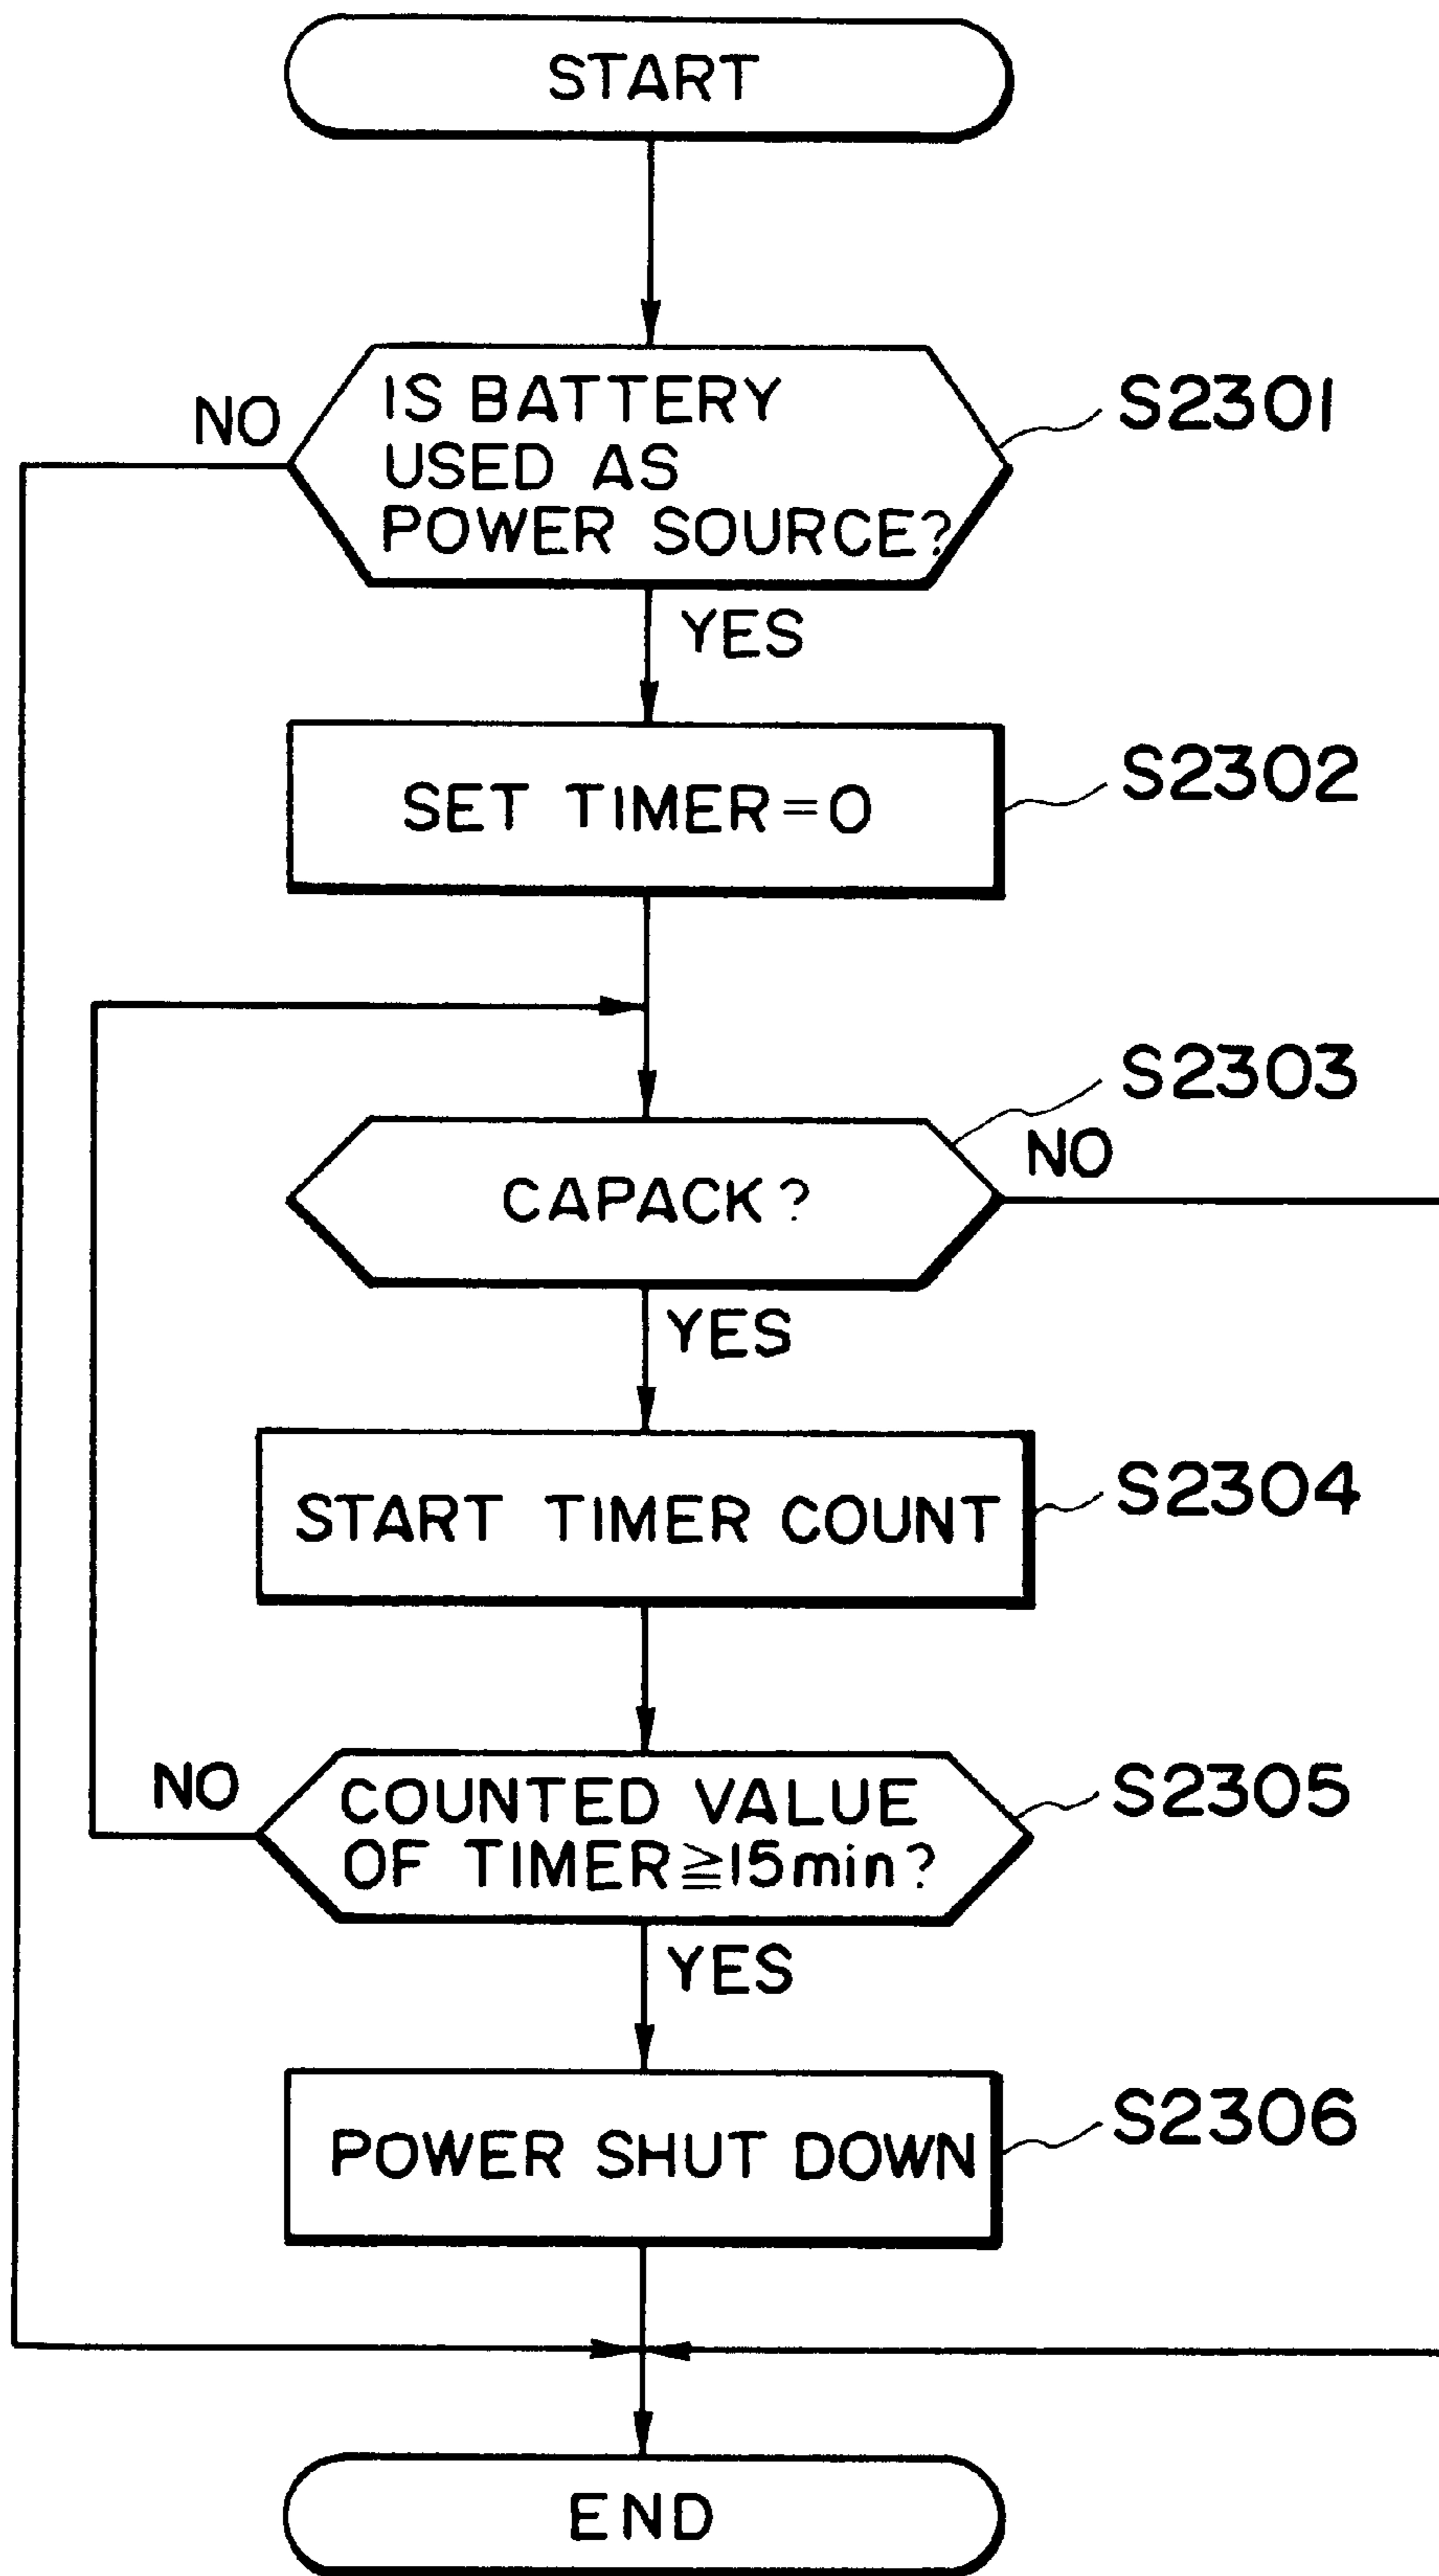 START
NO
IS BATTERY
USED AS
POWER SOURCE?
S2301
YES
SET TIMER=0
S2302
CAPACK?
S2303
NO
YES
START TIMER COUNT
S2304
NO
COUNTED VALUE
OF TIMER≧15min?
S2305
YES
POWER SHUT DOWN
S2306
END